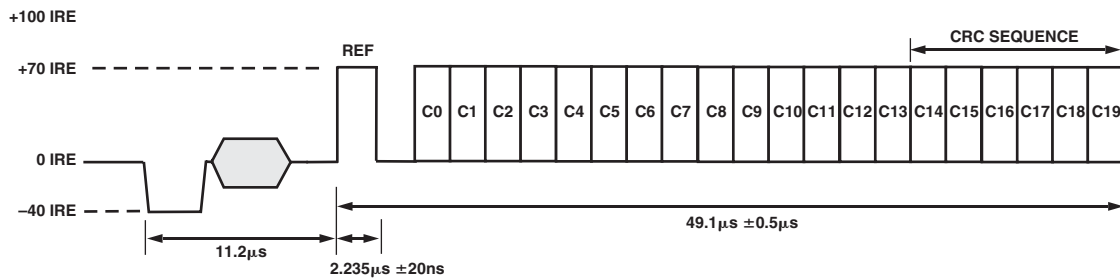 +100 IRE
REF
CRC SEQUENCE
+70 IRE
C0 C1 C2 C3 C4 C5 C6 C7 C8 C9 C10 C11 C12 C13 C14 C15 C16 C17 C18 C19
0 IRE
–40 IRE
49.1μs ±0.5μs
11.2μs
2.235μs ±20ns